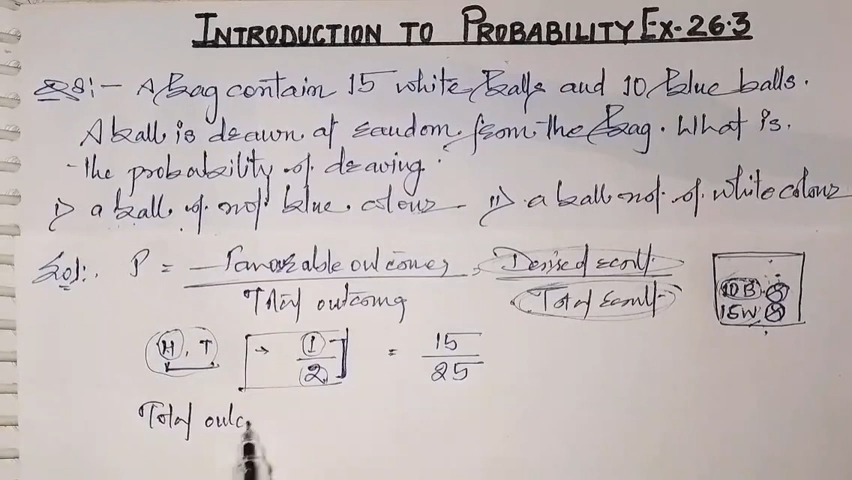 INTRODUCTION TO PROBABILITY Ex-26.3
Q8:- A Bag contain 15 white Balls and 10 Blue balls.
A ball is drawn at random from the Bag. What is.
the probability of drawing.
i) a ball of not blue colour ii) a ball not of white colour
Sol:. P = Favourable outcomes, Desired result
Total outcoming Total result
10 B
15 W
H, T → 1/2 = 15/25
Total outc